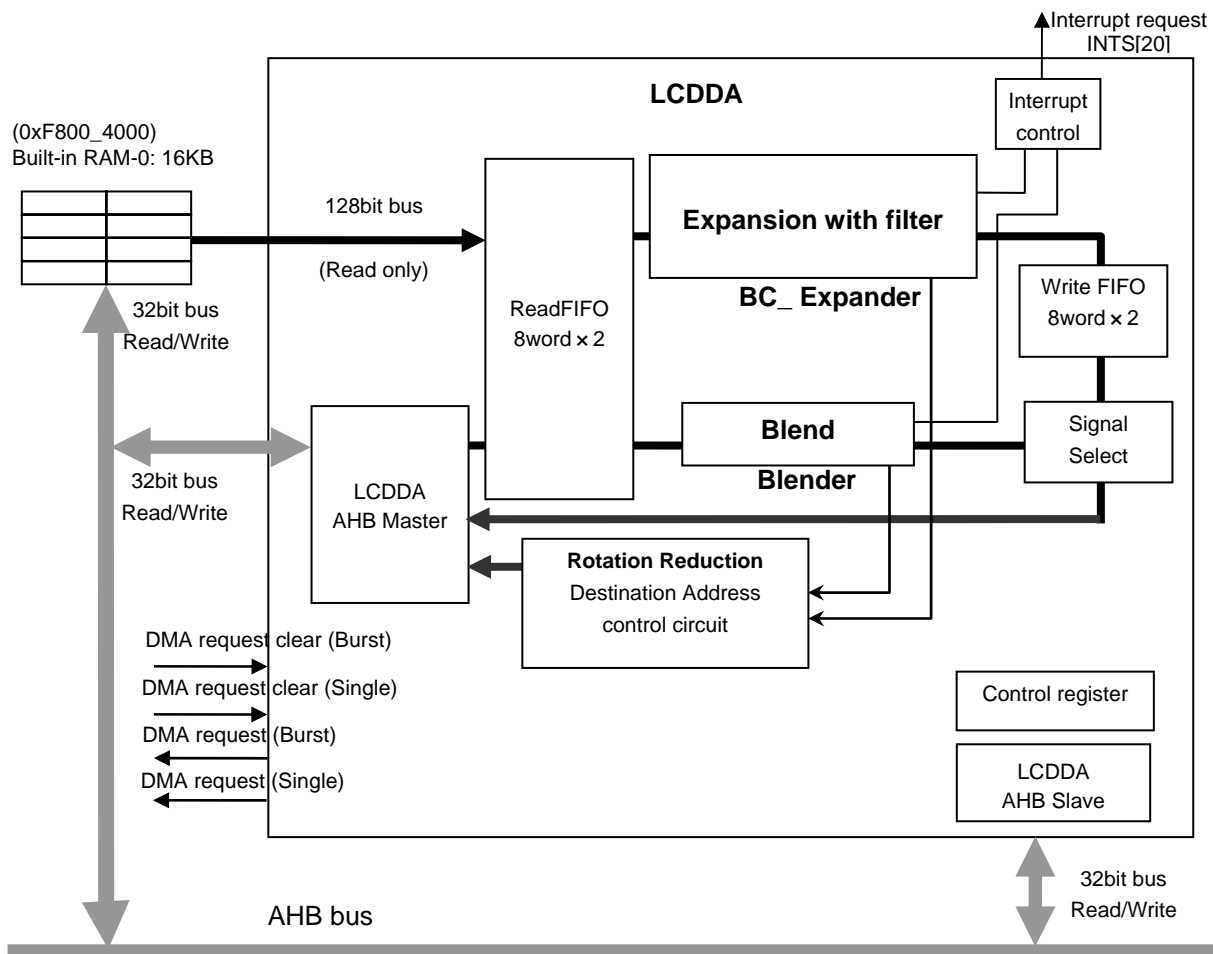 Interrupt request
INTS[20]
LCDDA
Interrupt
control
(0xF800_4000)
Built-in RAM-0: 16KB
128bit bus
(Read only)
Expansion with filter
BC_ Expander
ReadFIFO
8word × 2
Write FIFO
8word × 2
32bit bus
Read/Write
Blend
Blender
Signal
Select
32bit bus
Read/Write
LCDDA
AHB Master
Rotation Reduction
Destination Address
control circuit
DMA request clear (Burst)
DMA request clear (Single)
DMA request (Burst)
DMA request (Single)
Control register
LCDDA
AHB Slave
32bit bus
Read/Write
AHB bus